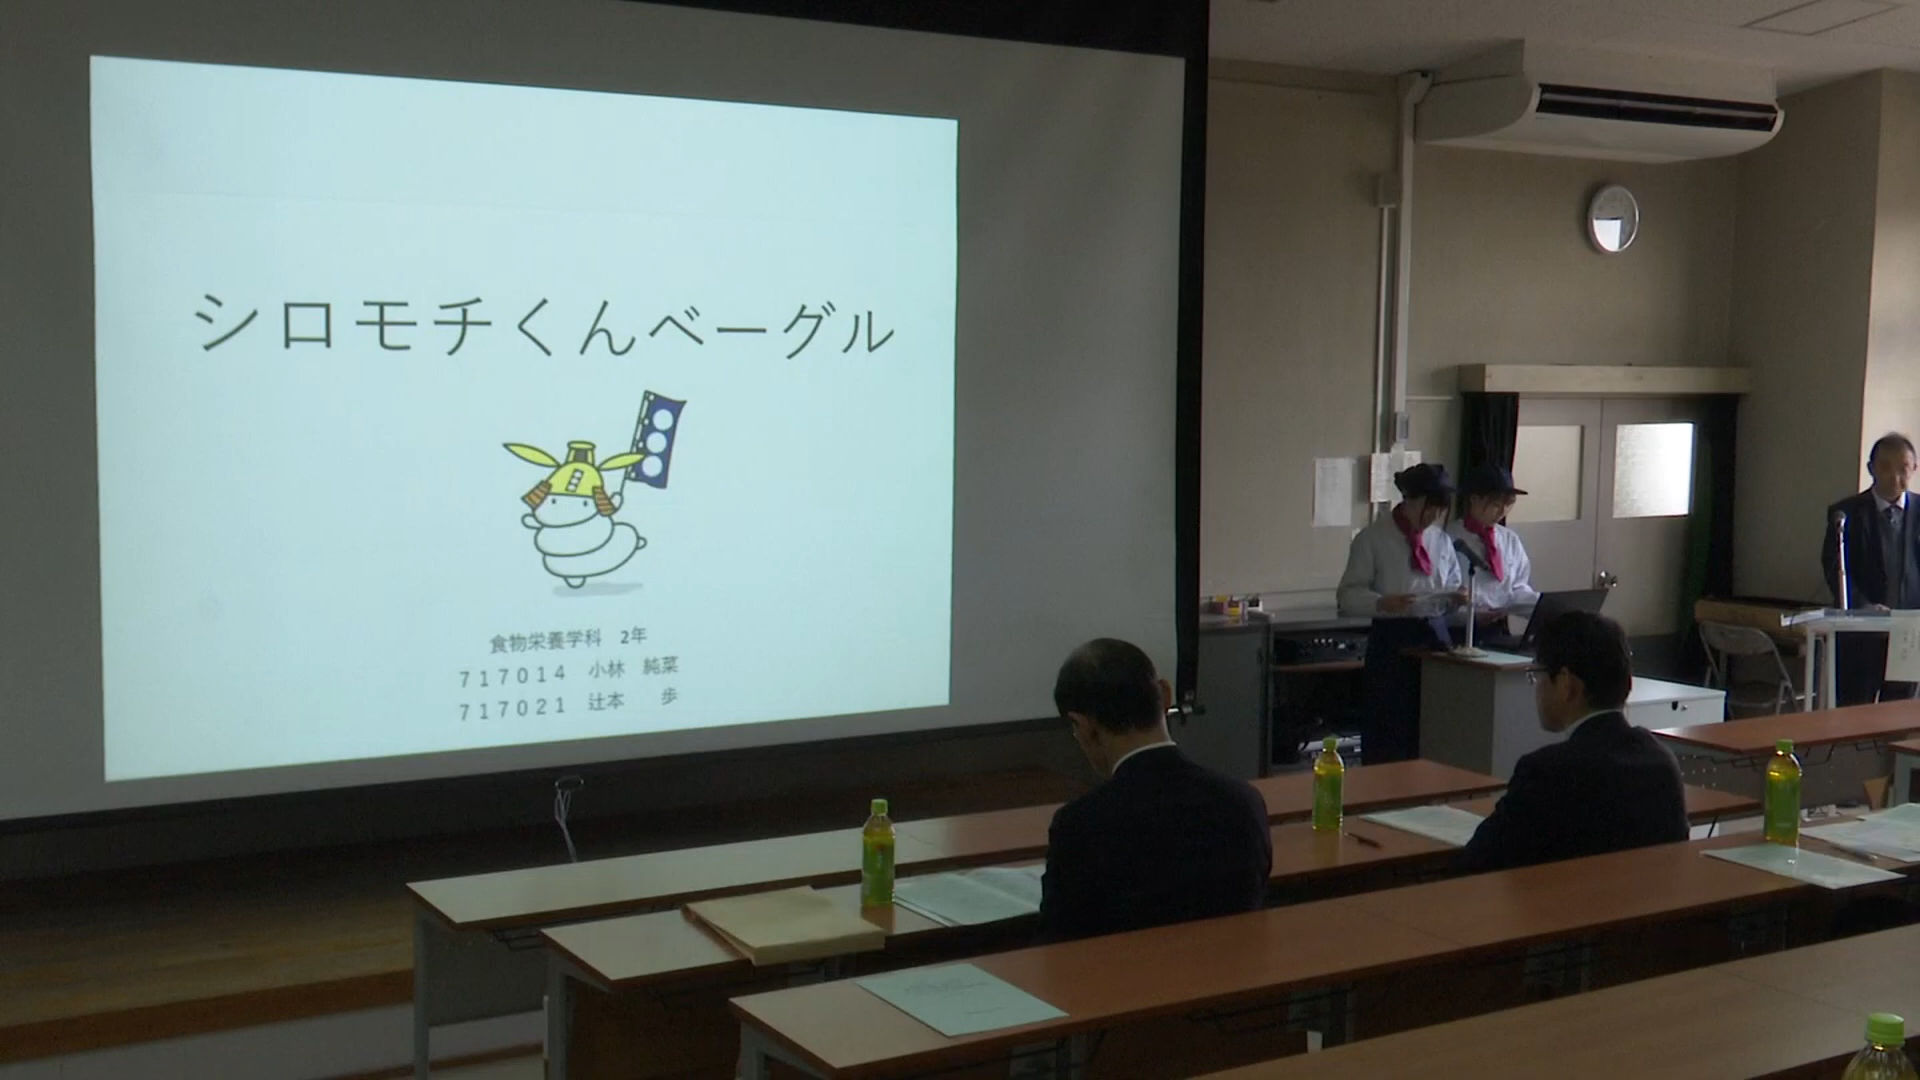 シロモチくんベーグル
食物栄養学科　2年
717014　小林　純菜
717021　辻本　　歩